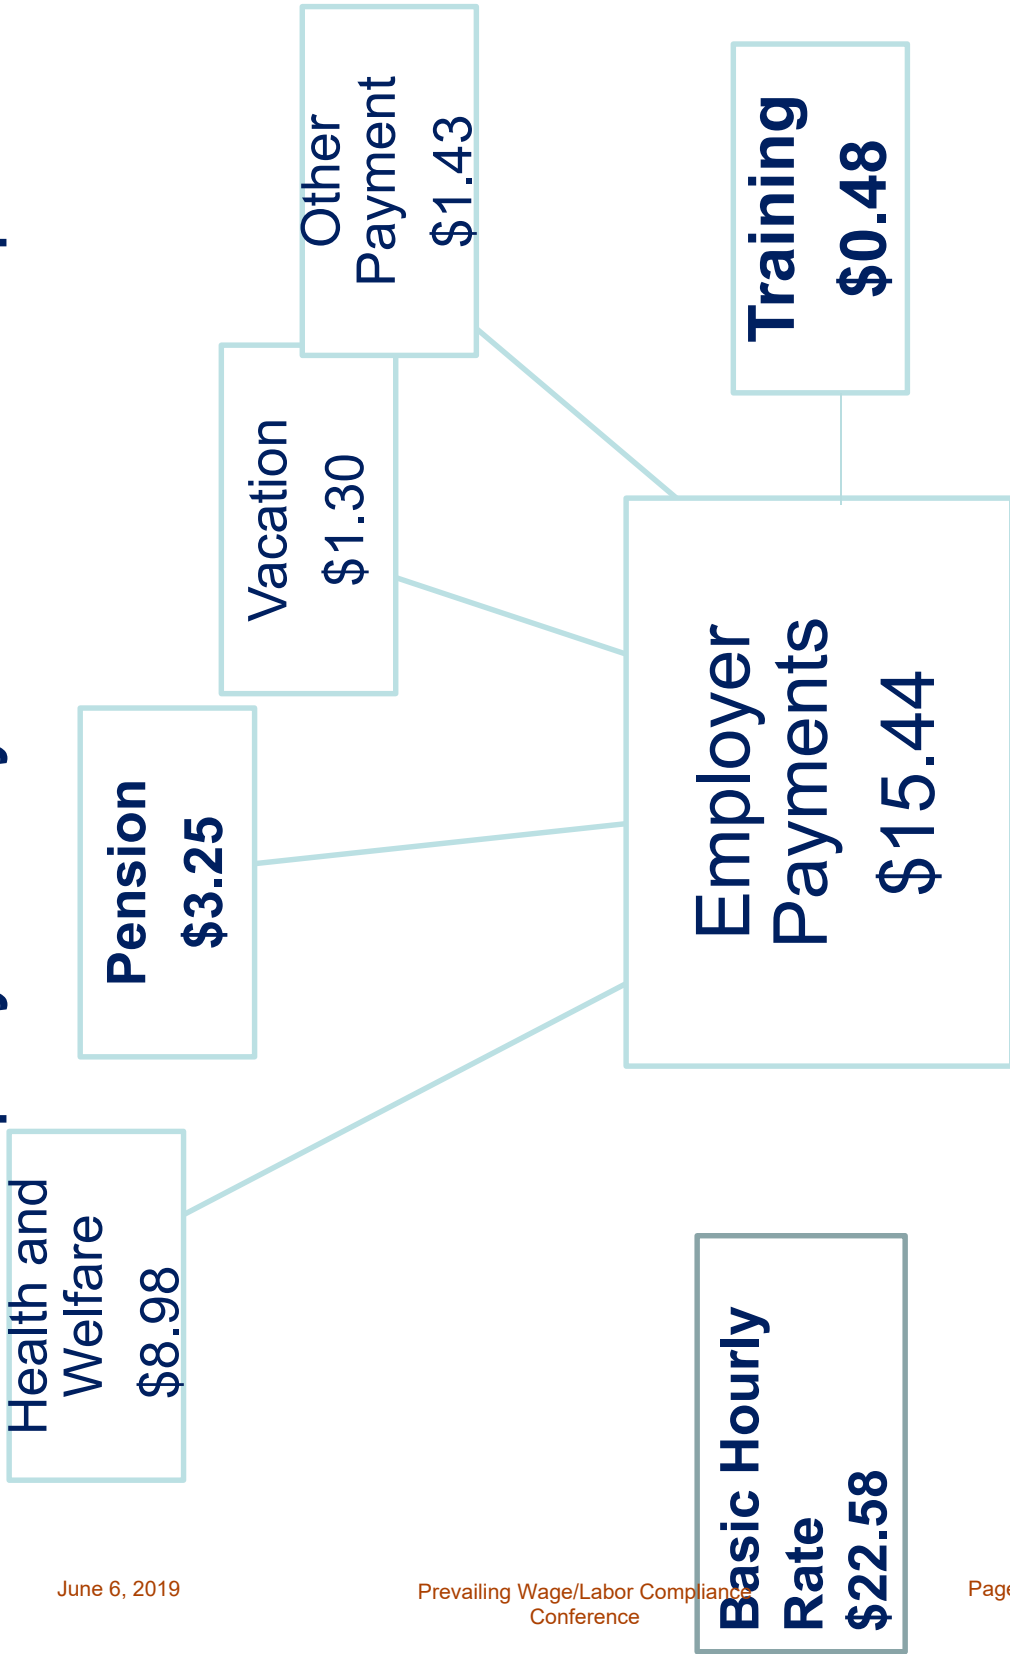 Health and
Welfare
$8.98
Pension
$3.25
Vacation
$1.30
Other
Payment
$1.43
Basic Hourly
Rate
$22.58
Employer
Payments
$15.44
Training
$0.48
June 6, 2019
Prevailing Wage/Labor Compliance
Conference
Page